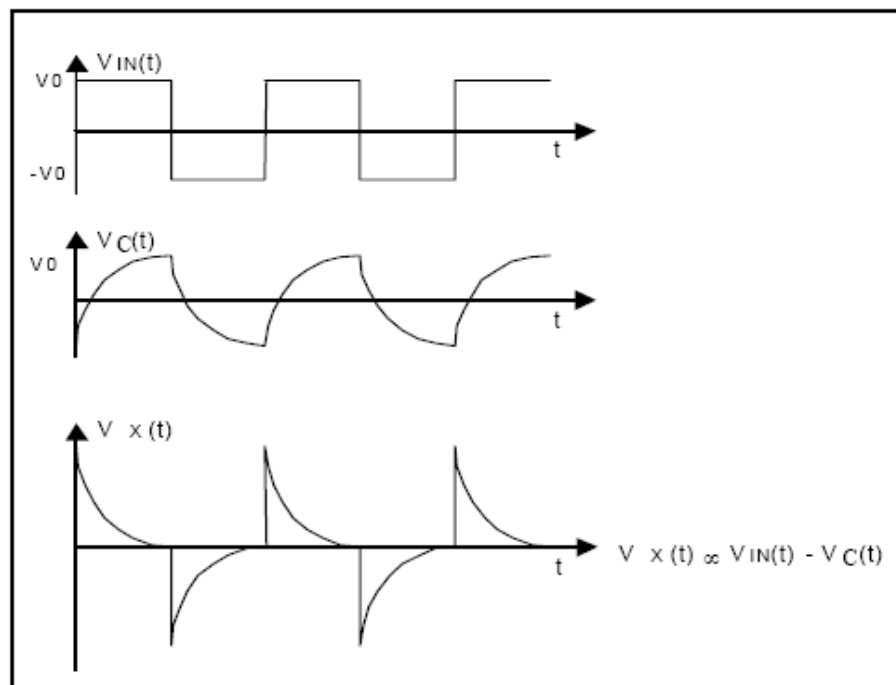 VIN(t)
V0
t
-V0
VC(t)
V0
t
V x (t)
t
V x (t) ∝ VIN(t) - VC(t)